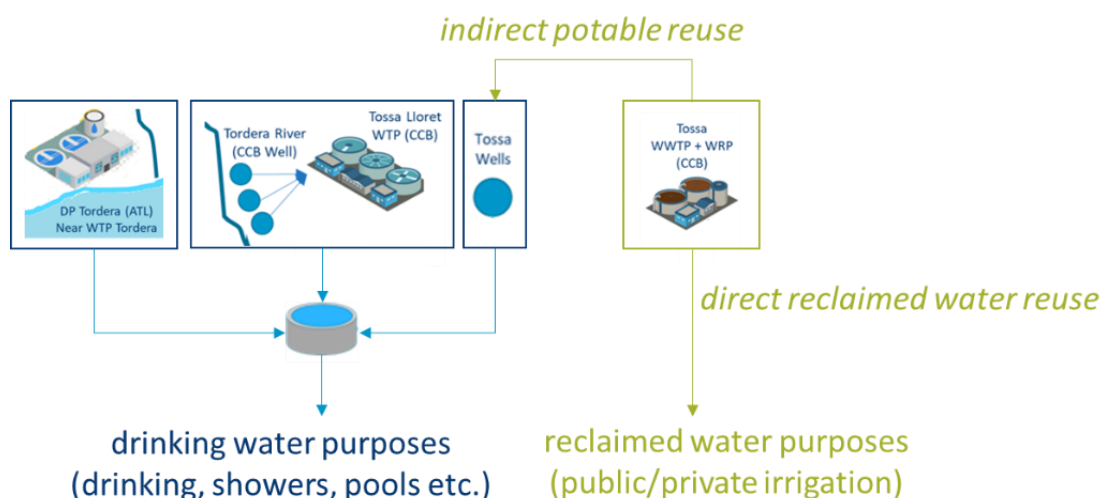 indirect potable reuse
DP Tordera (ATL)
Near WTP Tordera
Tordera River
(CCB Well)
Tossa Lloret
WTP (CCB)
Tossa
Wells
Tossa
WWTP + WRP
(CCB)
direct reclaimed water reuse
drinking water purposes
(drinking, showers, pools etc.)
reclaimed water purposes
(public/private irrigation)